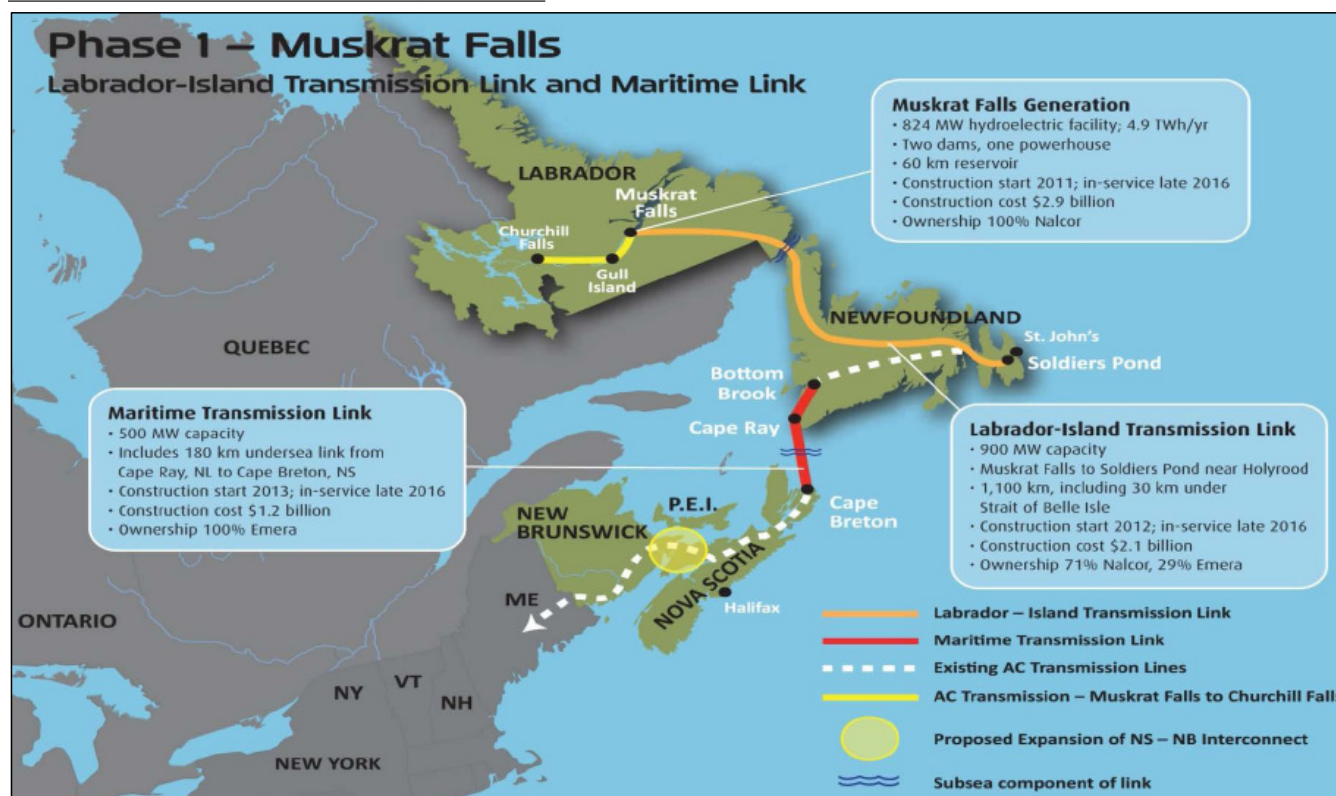 Phase 1 – Muskrat Falls
Labrador-Island Transmission Link and Maritime Link
Muskrat Falls Generation
• 824 MW hydroelectric facility; 4.9 TWh/yr
• Two dams, one powerhouse
• 60 km reservoir
• Construction start 2011; in-service late 2016
• Construction cost $2.9 billion
• Ownership 100% Nalcor
LABRADOR
Muskrat
Falls
Churchill
Falls
Gull
Island
QUEBEC
NEWFOUNDLAND
St. John's
Soldiers Pond
Bottom
Brook
Cape Ray
Maritime Transmission Link
• 500 MW capacity
• Includes 180 km undersea link from
Cape Ray, NL to Cape Breton, NS
• Construction start 2013; in-service late 2016
• Construction cost $1.2 billion
• Ownership 100% Emera
Labrador-Island Transmission Link
• 900 MW capacity
• Muskrat Falls to Soldiers Pond near Holyrood
• 1,100 km, including 30 km under
Strait of Belle Isle
• Construction start 2012; in-service late 2016
• Construction cost $2.1 billion
• Ownership 71% Nalcor, 29% Emera
P.E.I.
NEW
BRUNSWICK
Cape
Breton
NOVA SCOTIA
Halifax
ME
ONTARIO
NY
VT
NH
NEW YORK
Labrador – Island Transmission Link
Maritime Transmission Link
Existing AC Transmission Lines
AC Transmission – Muskrat Falls to Churchill Falls
Proposed Expansion of NS – NB Interconnect
Subsea component of link